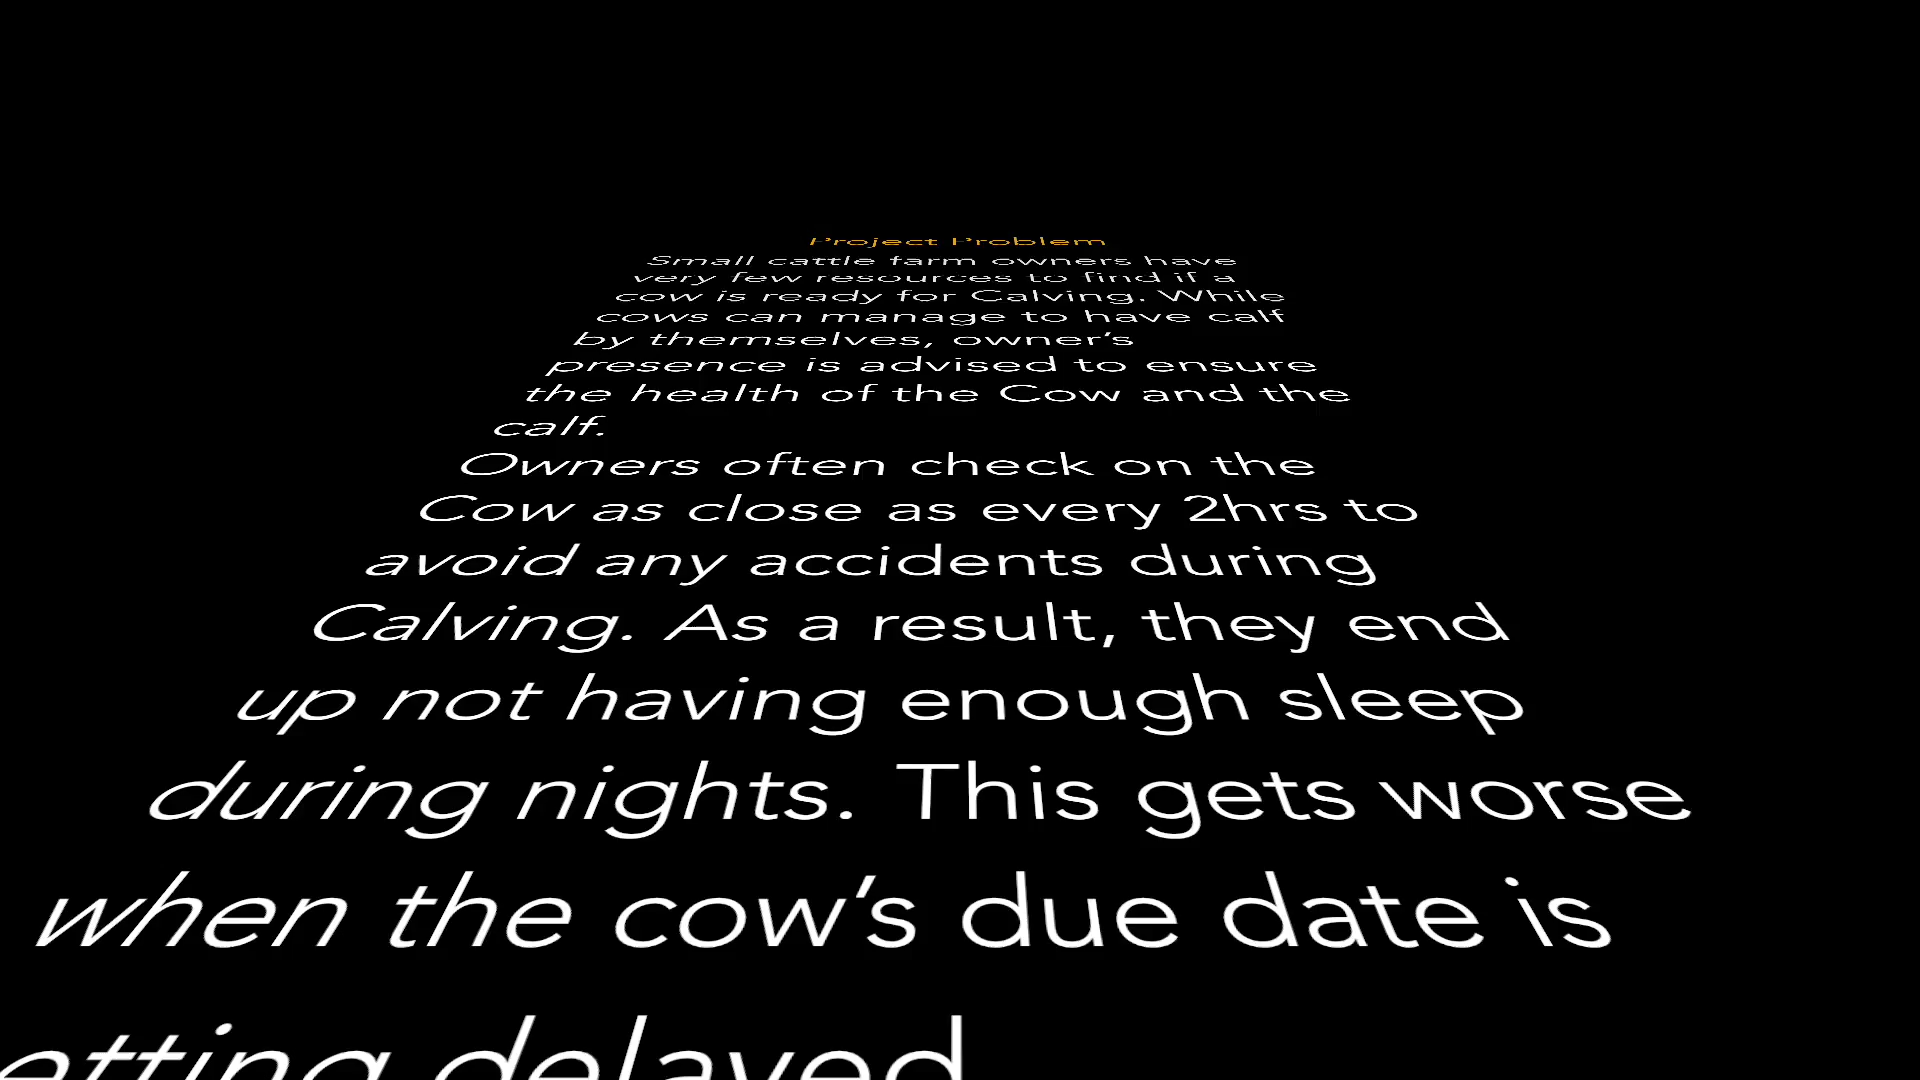 Project Problem
Small cattle farm owners have
very few resources to find if a
cow is ready for Calving. While
cows can manage to have calf
by themselves, owner's
presence is advised to ensure
the health of the Cow and the
calf.
Owners often check on the
Cow as close as every 2hrs to
avoid any accidents during
Calving. As a result, they end
up not having enough sleep
during nights. This gets worse
when the cow's due date is
etting delayed